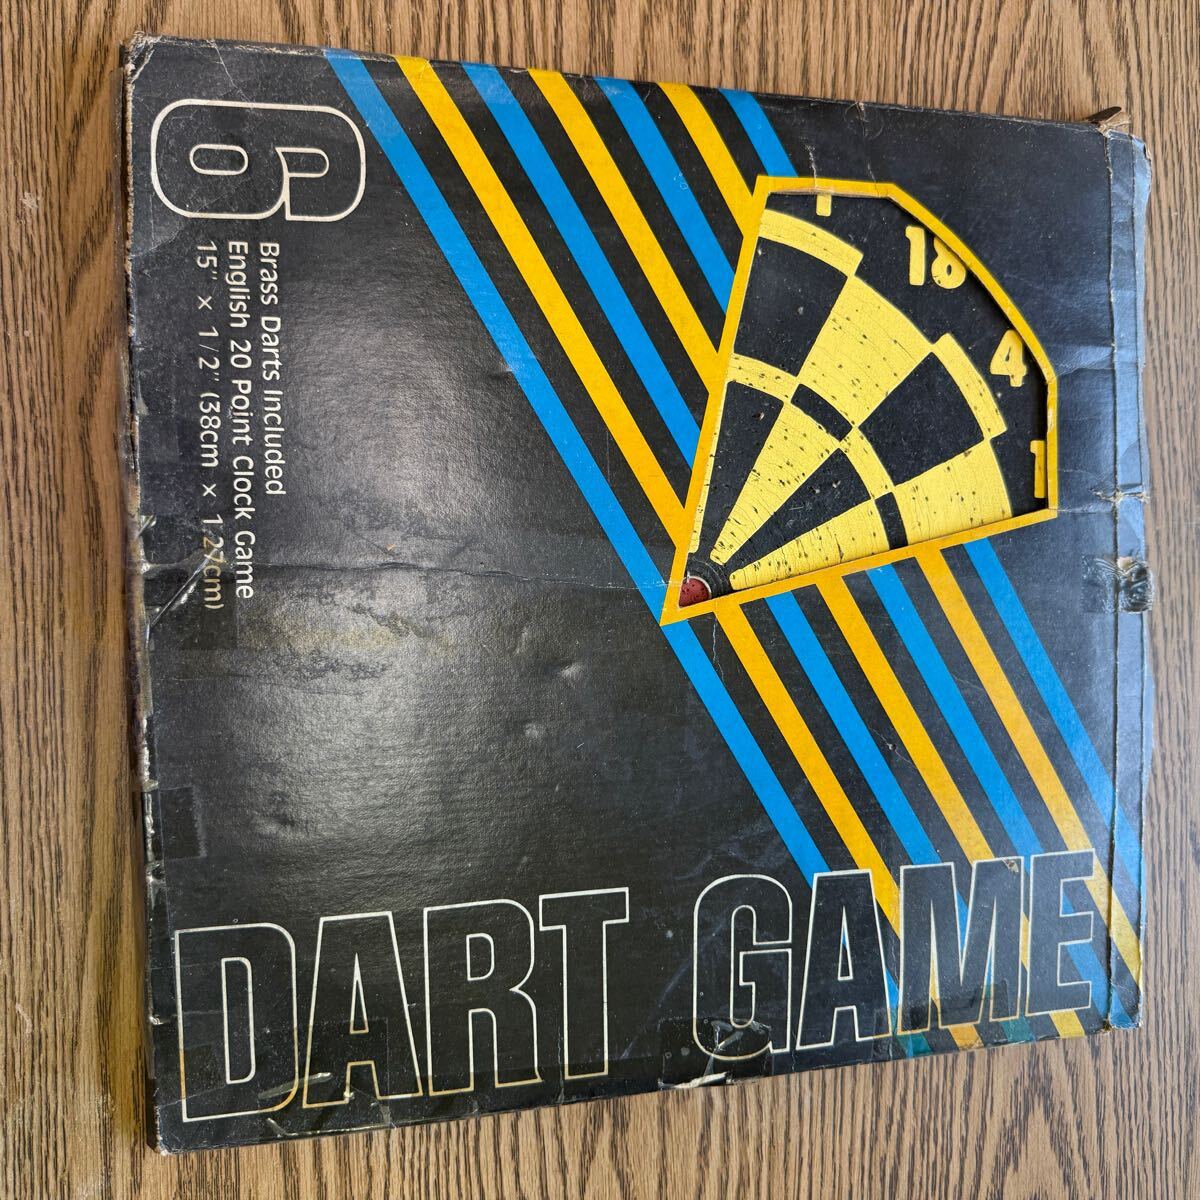 6
Brass Darts Included
English 20 Point Clock Game
15" × 1/2" (38cm × 1.27cm)
18
4
1
DART GAME